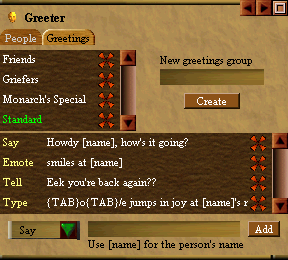 Greeter
People Greetings
Friends
Griefers
Monarch's Special
Standard
New greetings group
Create
Say Howdy [name], how's it going?
Emote smiles at [name]
Tell Eek you're back again??
Type {TAB}o{TAB}/e jumps in joy at [name]'s r
Say Add
Use [name] for the person's name